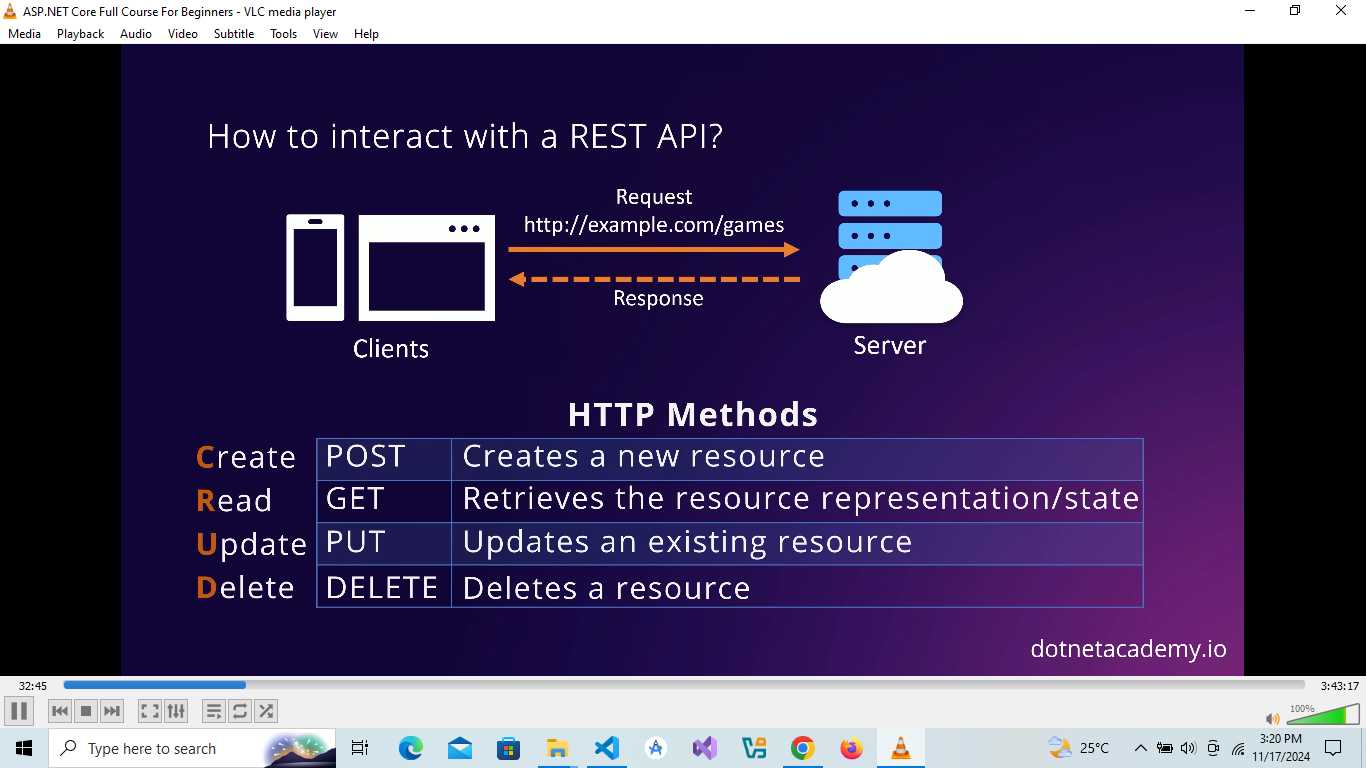 ASP.NET Core Full Course For Beginners - VLC media player
Media Playback Audio Video Subtitle Tools View Help
How to interact with a REST API?
Request
http://example.com/games
Response
Clients
Server
HTTP Methods
Create POST Creates a new resource
Read GET Retrieves the resource representation/state
Update PUT Updates an existing resource
Delete DELETE Deletes a resource
dotnetacademy.io
32:45 3:43:17
100%
Type here to search
25°C
3:20 PM
11/17/2024